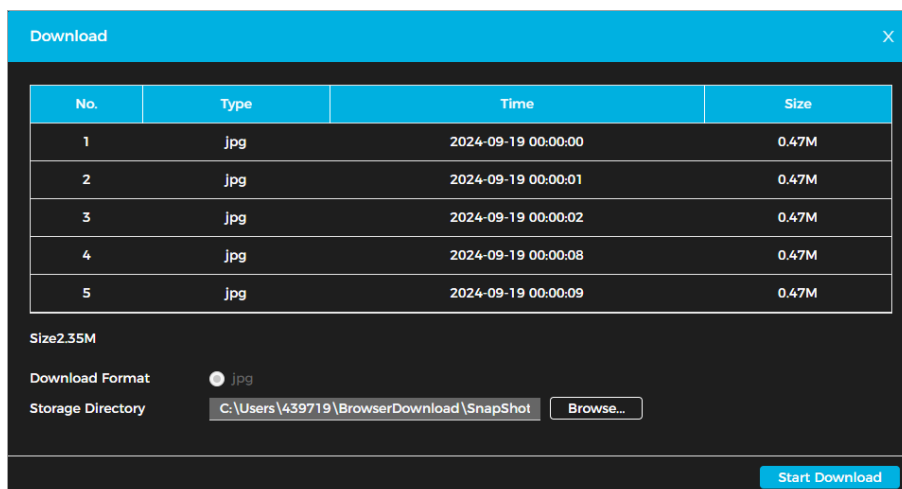 Download X
No. Type Time Size
1 jpg 2024-09-19 00:00:00 0.47M
2 jpg 2024-09-19 00:00:01 0.47M
3 jpg 2024-09-19 00:00:02 0.47M
4 jpg 2024-09-19 00:00:08 0.47M
5 jpg 2024-09-19 00:00:09 0.47M
Size2.35M
Download Format jpg
Storage Directory C:\Users\439719\BrowserDownload\SnapShot Browse...
Start Download